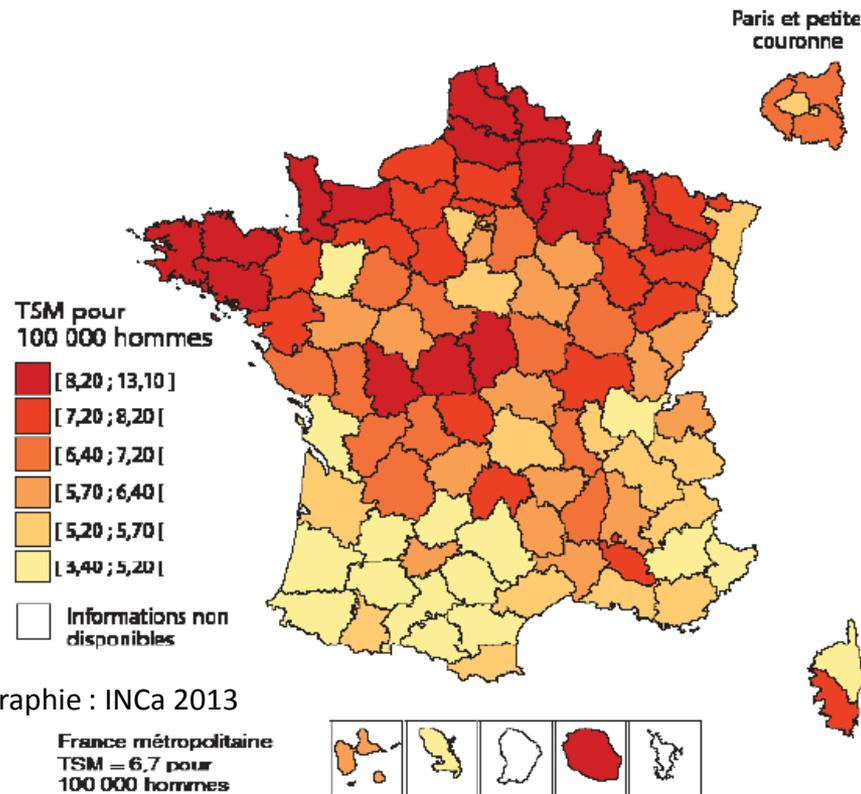 Paris et petite
couronne
TSM pour
100 000 hommes
[ 8,20 ; 13,10 ]
[ 7,20 ; 8,20 [
[ 6,40 ; 7,20 [
[ 5,70 ; 6,40 [
[ 5,20 ; 5,70 [
[ 3,40 ; 5,20 [
Informations non
disponibles
raphie : INCa 2013
France métropolitaine
TSM = 6,7 pour
100 000 hommes